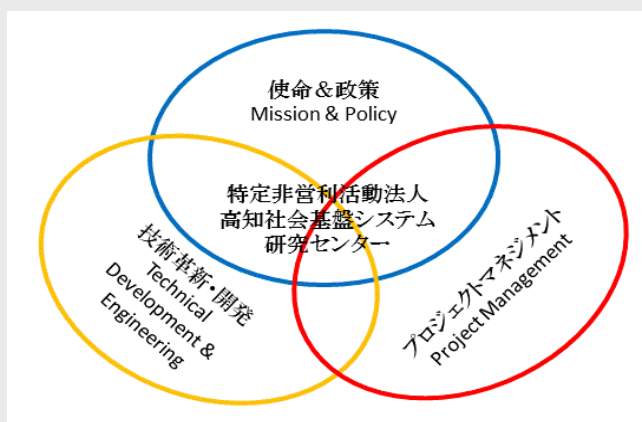 使命＆政策
Mission & Policy
特定非営利活動法人
高知社会基盤システム
研究センター
技術革新・開発
Technical
Development &
Engineering
プロジェクトマネジメント
Project Management